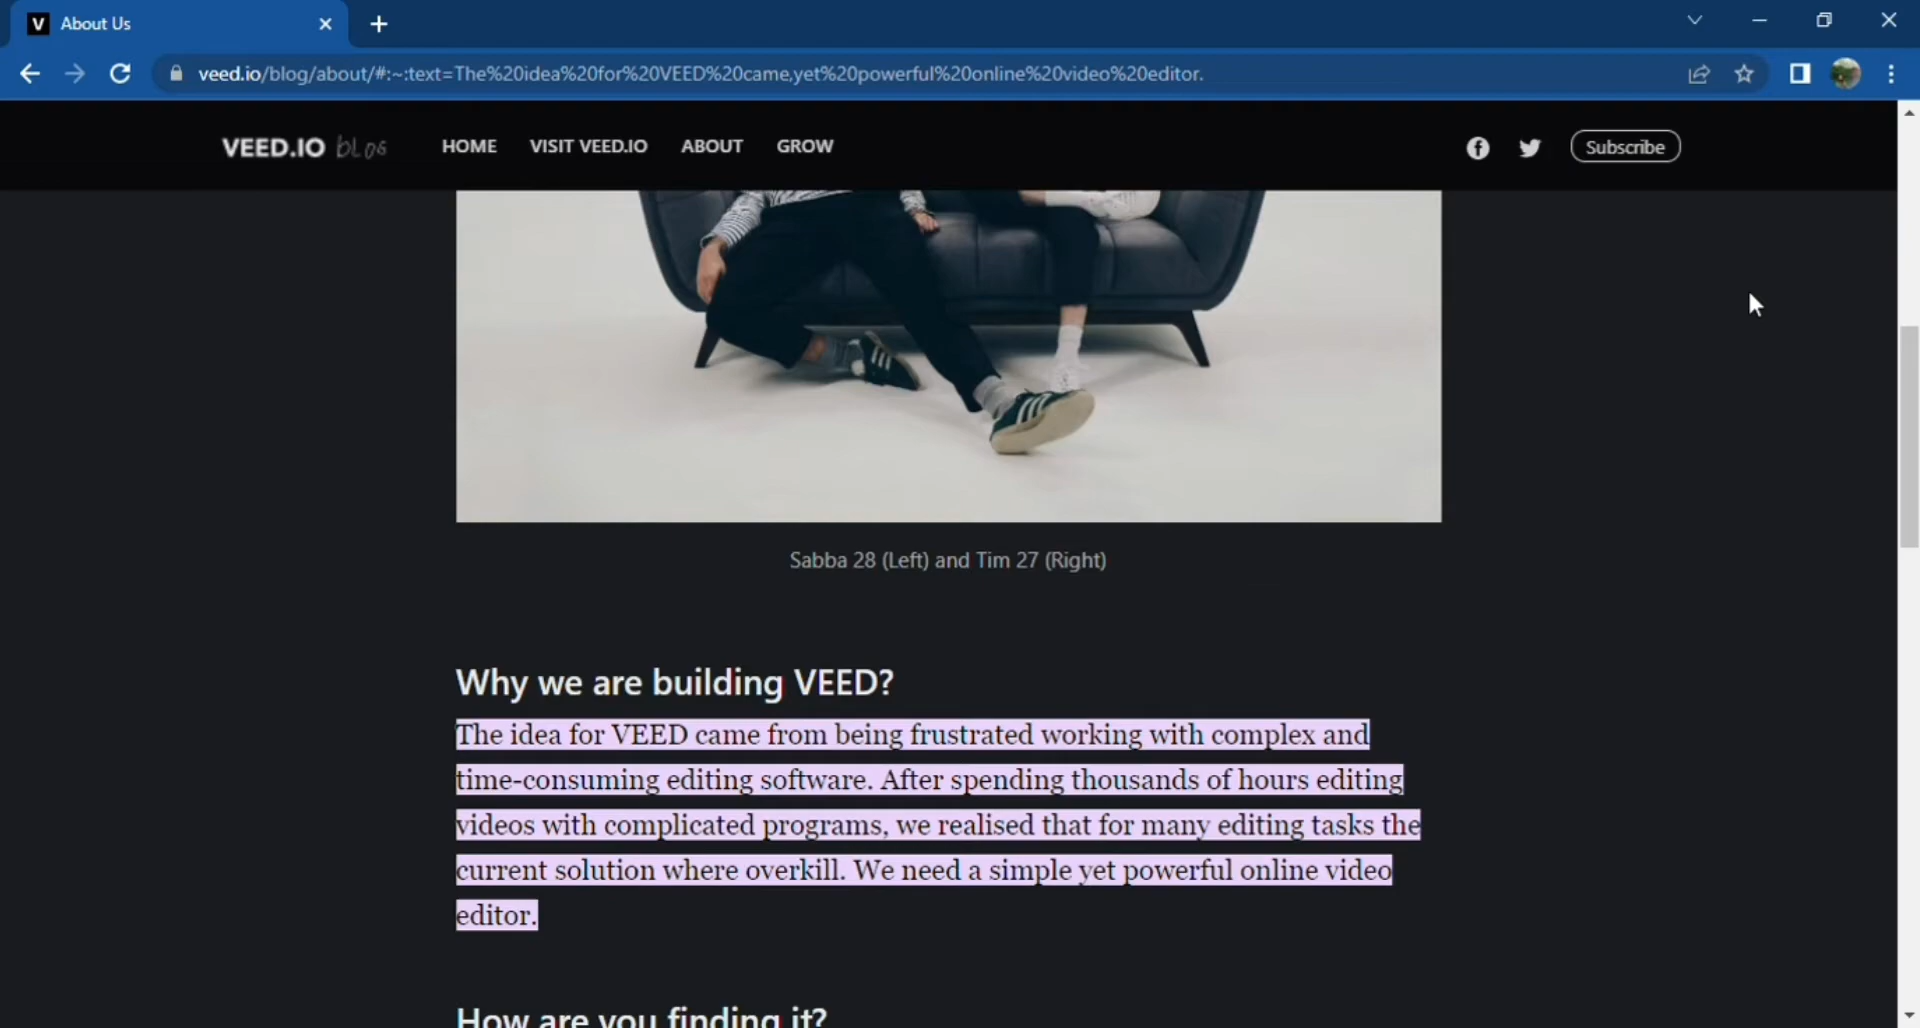 V About Us
veed.io/blog/about/#:~:text=The%20idea%20for%20VEED%20came,yet%20powerful%20online%20video%20editor.
VEED.IO blog HOME VISIT VEED.IO ABOUT GROW Subscribe
Sabba 28 (Left) and Tim 27 (Right)
Why we are building VEED?
The idea for VEED came from being frustrated working with complex and
time-consuming editing software. After spending thousands of hours editing
videos with complicated programs, we realised that for many editing tasks the
current solution where overkill. We need a simple yet powerful online video
editor.
How are you finding it?